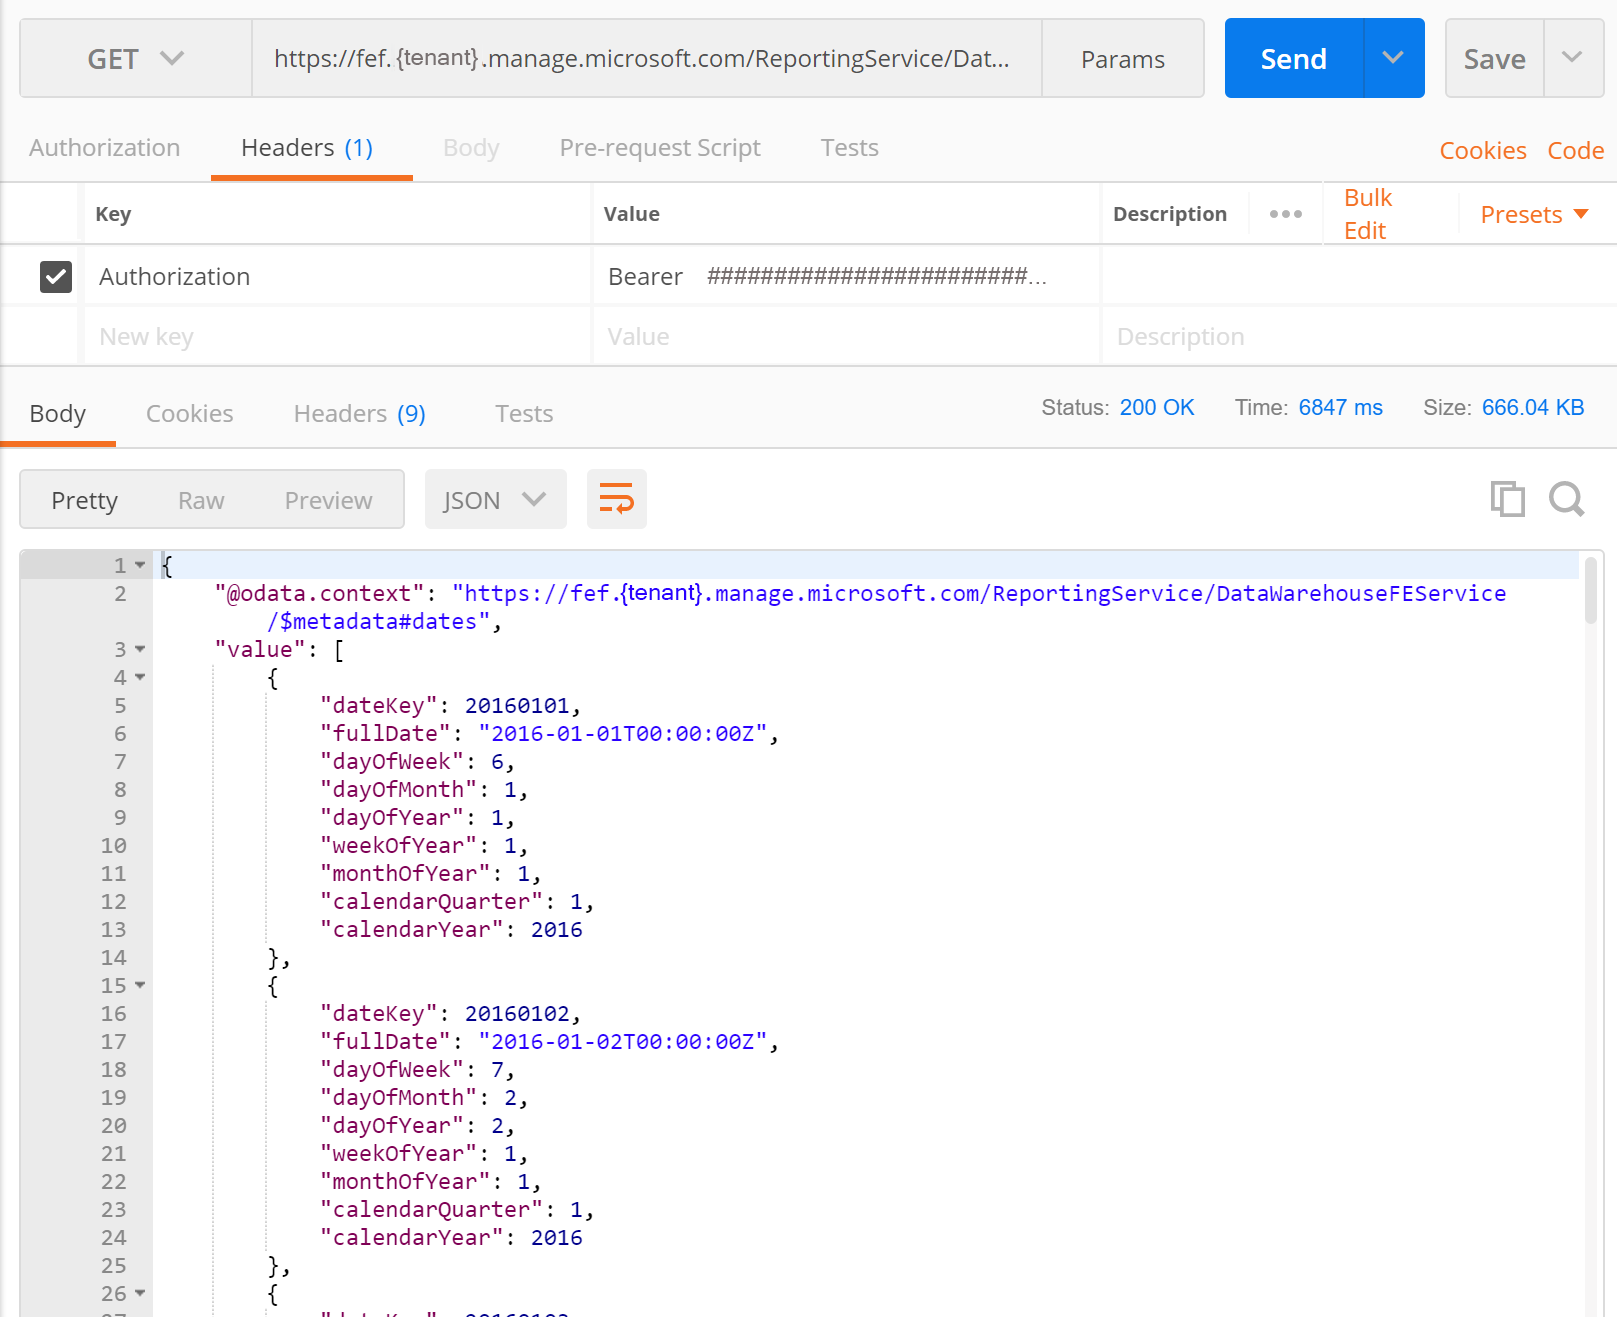 GET https://fef.{tenant}.manage.microsoft.com/ReportingService/Dat... Params Send Save
Authorization Headers (1) Body Pre-request Script Tests Cookies Code
Key Value Description ••• Bulk Edit Presets
Authorization Bearer ########################...
New key Value Description
Body Cookies Headers (9) Tests Status: 200 OK Time: 6847 ms Size: 666.04 KB
Pretty Raw Preview JSON
1 {
2 "@odata.context": "https://fef.{tenant}.manage.microsoft.com/ReportingService/DataWarehouseFEService
/$metadata#dates",
3 "value": [
4 {
5 "dateKey": 20160101,
6 "fullDate": "2016-01-01T00:00:00Z",
7 "dayOfWeek": 6,
8 "dayOfMonth": 1,
9 "dayOfYear": 1,
10 "weekOfYear": 1,
11 "monthOfYear": 1,
12 "calendarQuarter": 1,
13 "calendarYear": 2016
14 },
15 {
16 "dateKey": 20160102,
17 "fullDate": "2016-01-02T00:00:00Z",
18 "dayOfWeek": 7,
19 "dayOfMonth": 2,
20 "dayOfYear": 2,
21 "weekOfYear": 1,
22 "monthOfYear": 1,
23 "calendarQuarter": 1,
24 "calendarYear": 2016
25 },
26 {